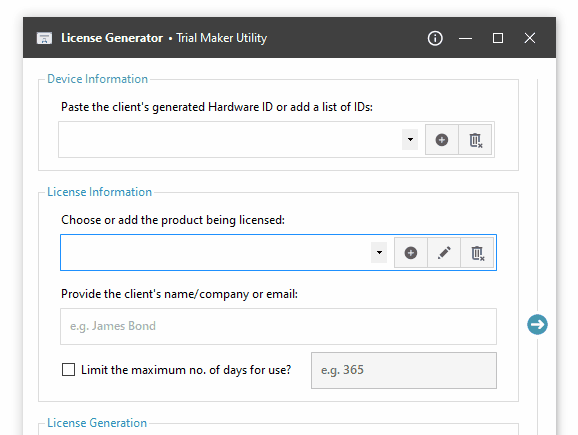 License Generator • Trial Maker Utility
Device Information
Paste the client's generated Hardware ID or add a list of IDs:
License Information
Choose or add the product being licensed:
Provide the client's name/company or email:
e.g. James Bond
Limit the maximum no. of days for use?
e.g. 365
License Generation